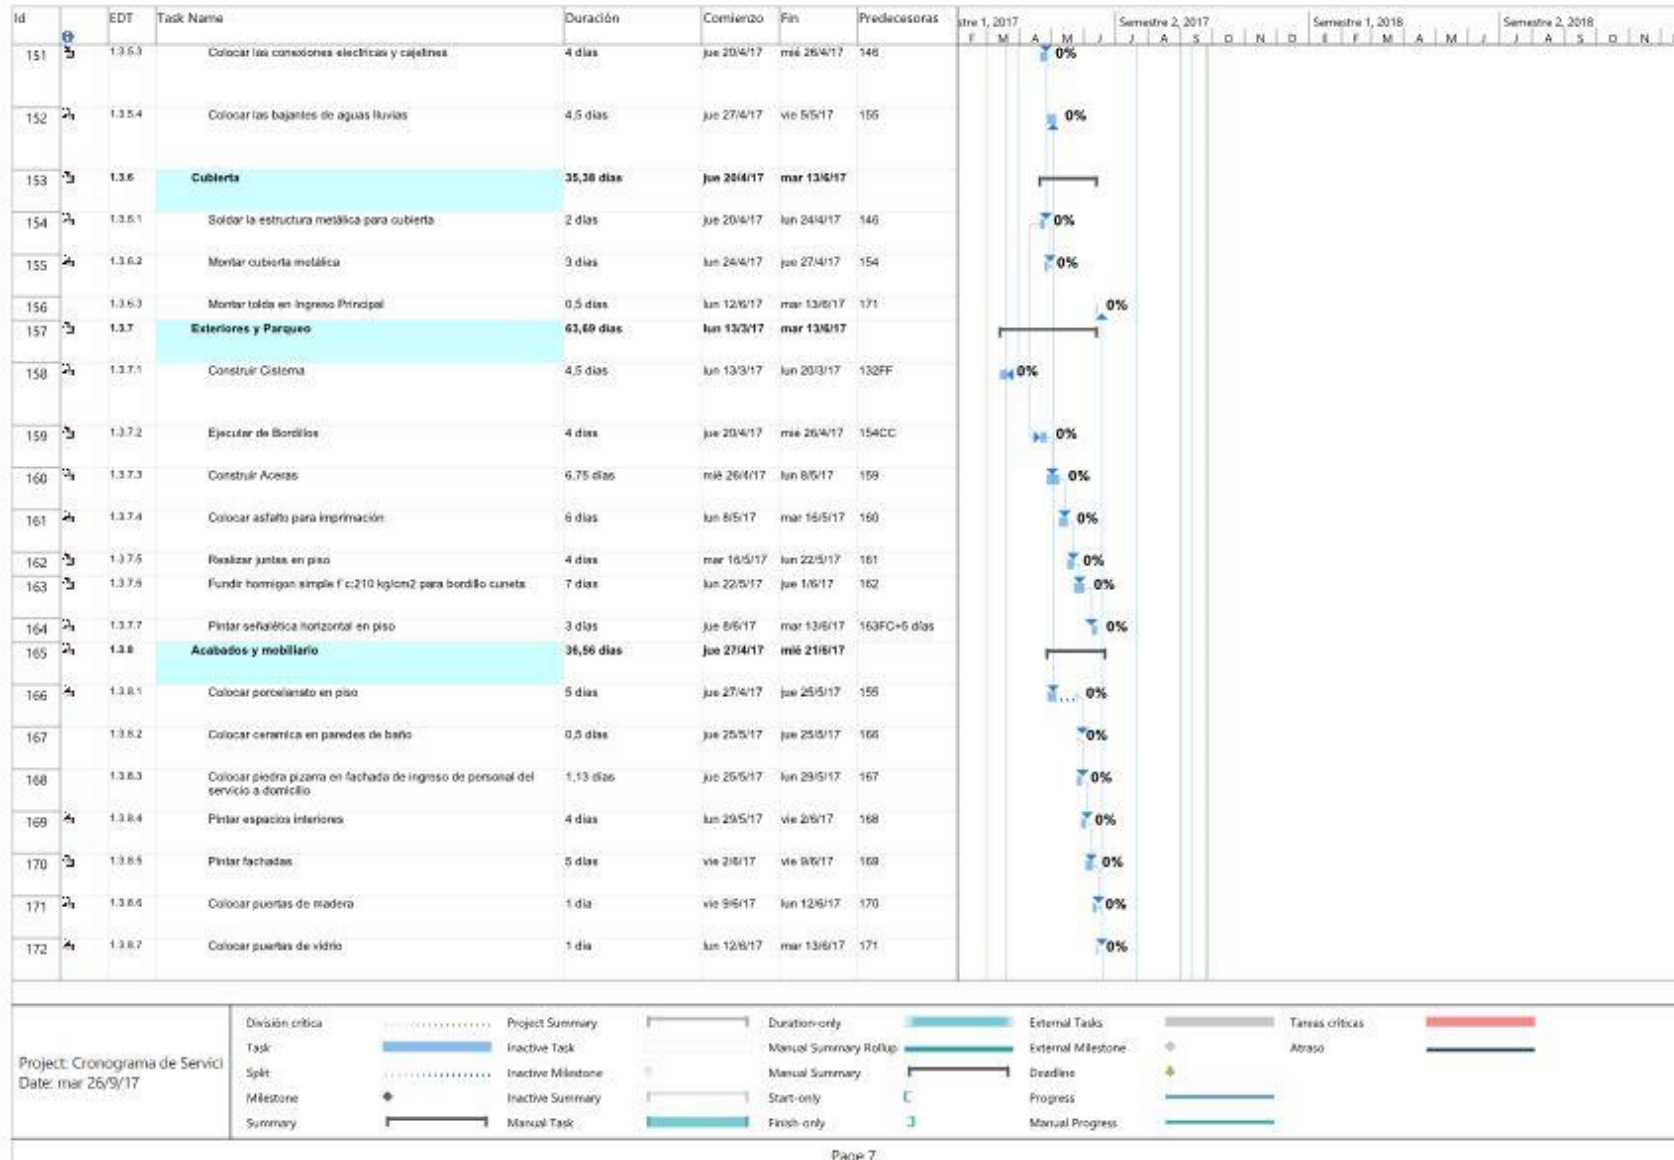 Id EDT Task Name Duración Comienzo Fin Predecesoras stre 1, 2017 Semestre 2, 2017 Semestre 1, 2018 Semestre 2, 2018
F M A M J J A S O N D E F M A M J J A S O N
151 1.3.5.3 Colocar las conexiones electricas y cajetines 4 días jue 20/4/17 mié 26/4/17 146 0%
152 1.3.5.4 Colocar las bajantes de aguas lluvias 4,5 días jue 27/4/17 vie 5/5/17 155 0%
153 1.3.6 Cubierta 35,38 días jue 20/4/17 mar 13/6/17
154 1.3.6.1 Soldar la estructura metálica para cubierta 2 días jue 20/4/17 lun 24/4/17 146 0%
155 1.3.6.2 Montar cubierta metálica 3 días lun 24/4/17 jue 27/4/17 154 0%
156 1.3.6.3 Montar tolda en Ingreso Principal 0,5 días lun 12/6/17 mar 13/6/17 171 0%
157 1.3.7 Exteriores y Parqueo 63,69 días lun 13/3/17 mar 13/6/17
158 1.3.7.1 Construir Cisterna 4,5 días lun 13/3/17 lun 20/3/17 132FF 0%
159 1.3.7.2 Ejecutar de Bordillos 4 días jue 20/4/17 mié 26/4/17 154CC 0%
160 1.3.7.3 Construir Aceras 6,75 días mié 26/4/17 lun 8/5/17 159 0%
161 1.3.7.4 Colocar asfalto para imprimación 6 días lun 8/5/17 mar 16/5/17 160 0%
162 1.3.7.5 Realizar juntas en piso 4 días mar 16/5/17 lun 22/5/17 161 0%
163 1.3.7.6 Fundir hormigon simple f´c:210 kg/cm2 para bordillo cuneta 7 días lun 22/5/17 jue 1/6/17 162 0%
164 1.3.7.7 Pintar señalética horizontal en piso 3 días jue 8/6/17 mar 13/6/17 163FC+5 días 0%
165 1.3.8 Acabados y mobiliario 36,56 días jue 27/4/17 mié 21/6/17
166 1.3.8.1 Colocar porcelanato en piso 5 días jue 27/4/17 jue 25/5/17 155 0%
167 1.3.8.2 Colocar ceramica en paredes de baño 0,5 días jue 25/5/17 jue 25/5/17 166 0%
168 1.3.8.3 Colocar piedra pizarra en fachada de ingreso de personal del 1,13 días jue 25/5/17 lun 29/5/17 167 0%
servicio a domicilio
169 1.3.8.4 Pintar espacios interiores 4 días lun 29/5/17 vie 2/6/17 168 0%
170 1.3.8.5 Pintar fachadas 5 días vie 2/6/17 vie 9/6/17 169 0%
171 1.3.8.6 Colocar puertas de madera 1 día vie 9/6/17 lun 12/6/17 170 0%
172 1.3.8.7 Colocar puertas de vidrio 1 día lun 12/6/17 mar 13/6/17 171 0%
Project: Cronograma de Servici
Date: mar 26/9/17
División crítica Project Summary Duration-only External Tasks Tareas críticas
Task Inactive Task Manual Summary Rollup External Milestone Atraso
Split Inactive Milestone Manual Summary Deadline
Milestone Inactive Summary Start-only Progress
Summary Manual Task Finish-only Manual Progress
Page 7